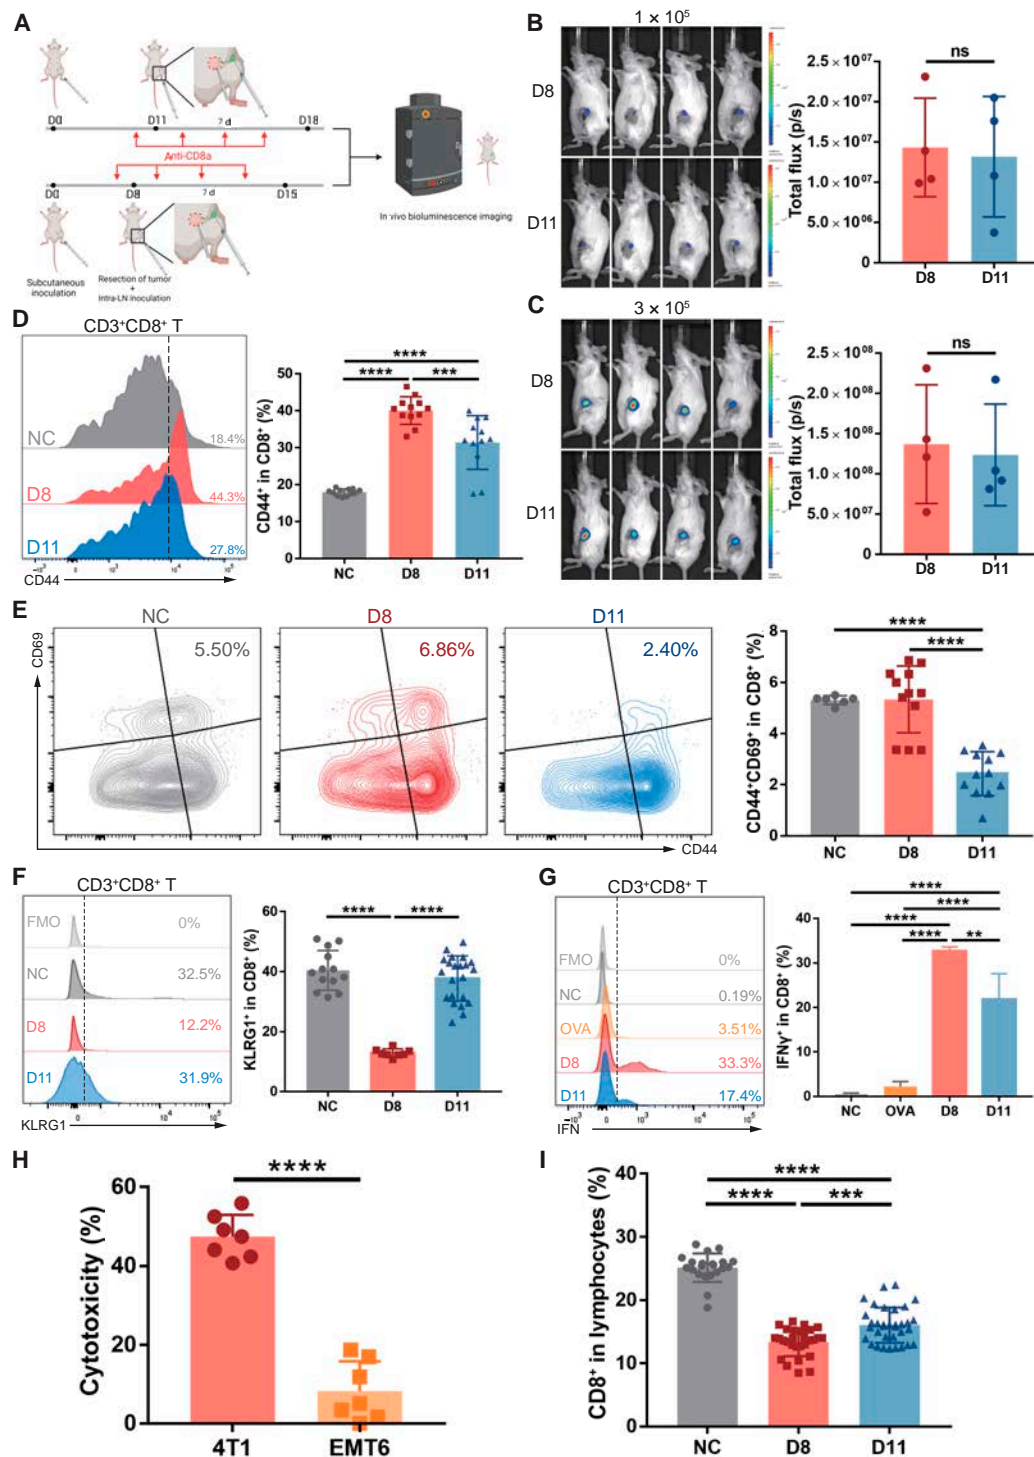 A
D0
D11
7 d
D18
Anti-CD8a
D0
D8
7 d
D15
In vivo bioluminescence imaging
Subcutaneous
inoculation
Resection of tumor
+
Intra-LN inoculation
B
1 × 10⁵
D8
D11
Total flux (p/s)
2.5 × 10⁰⁷
2.0 × 10⁰⁷
1.5 × 10⁰⁷
1.0 × 10⁰⁷
5.0 × 10⁰⁶
0
ns
D8
D11
C
3 × 10⁵
D8
D11
Total flux (p/s)
2.5 × 10⁰⁸
2.0 × 10⁰⁸
1.5 × 10⁰⁸
1.0 × 10⁰⁸
5.0 × 10⁰⁷
0
ns
D8
D11
D
CD3⁺CD8⁺ T
NC
18.4%
D8
44.3%
D11
27.8%
CD44
CD44⁺ in CD8⁺ (%)
50
40
30
20
10
0
****
****
***
NC
D8
D11
E
NC
D8
D11
5.50%
6.86%
2.40%
CD69
CD44
CD44⁺CD69⁺ in CD8⁺ (%)
8
6
4
2
0
****
****
NC
D8
D11
F
CD3⁺CD8⁺ T
FMO
0%
NC
32.5%
D8
12.2%
D11
31.9%
0
10³
10⁴
10⁵
KLRG1
KLRG1⁺ in CD8⁺ (%)
60
40
20
0
****
****
NC
D8
D11
G
CD3⁺CD8⁺ T
FMO
0%
NC
0.19%
OVA
3.51%
D8
33.3%
D11
17.4%
-10³
0
10³
10⁴
10⁵
IFN
IFNγ⁺ in CD8⁺ (%)
40
30
20
10
0
****
****
****
****
**
NC
OVA
D8
D11
H
Cytotoxicity (%)
60
40
20
0
****
4T1
EMT6
I
CD8⁺ in lymphocytes (%)
40
30
20
10
0
****
****
***
NC
D8
D11